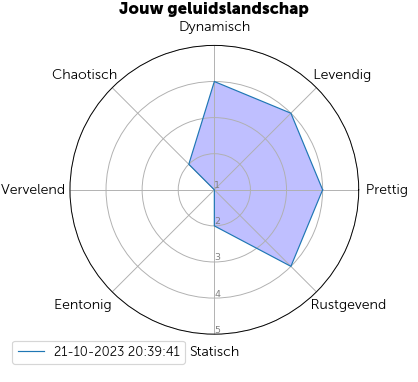 Jouw geluidslandschap
Dynamisch
Chaotisch
Levendig
Vervelend
1
Prettig
2
3
4
Eentonig
Rustgevend
5
21-10-2023 20:39:41
Statisch